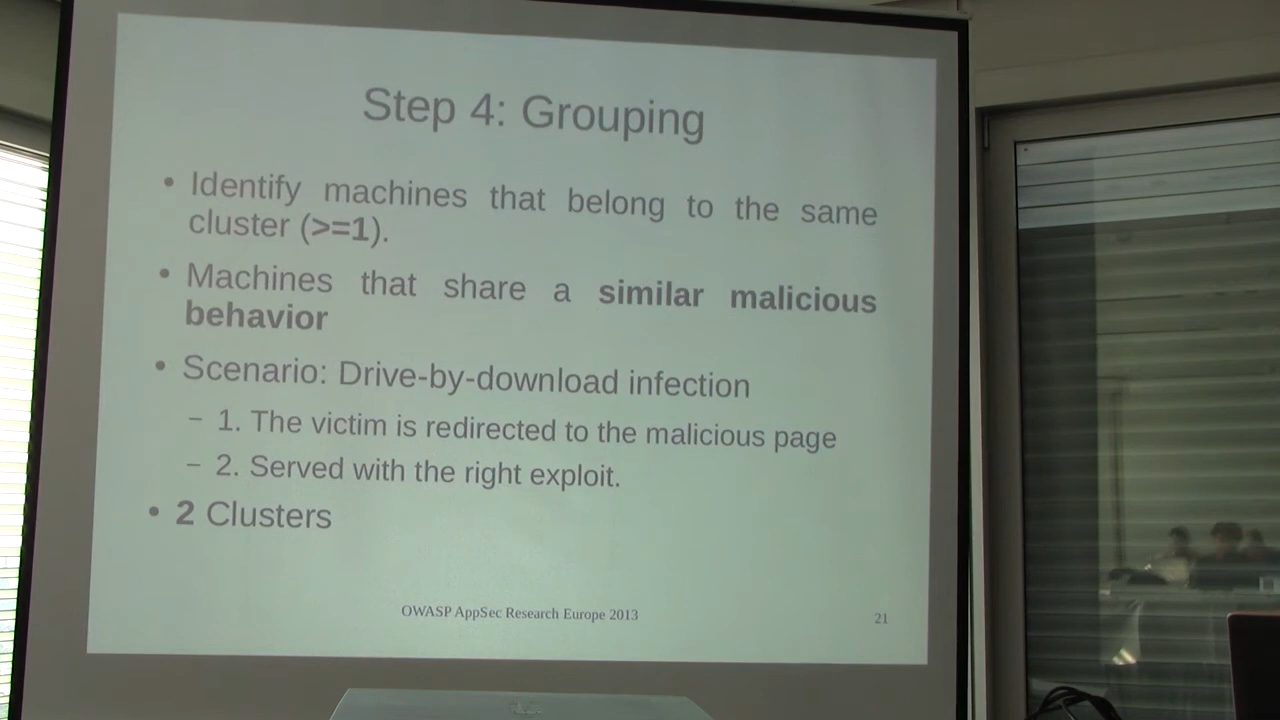 Step 4: Grouping
• Identify machines that belong to the same
cluster (>=1).
• Machines that share a similar malicious
behavior
• Scenario: Drive-by-download infection
– 1. The victim is redirected to the malicious page
– 2. Served with the right exploit.
• 2 Clusters
OWASP AppSec Research Europe 2013
21